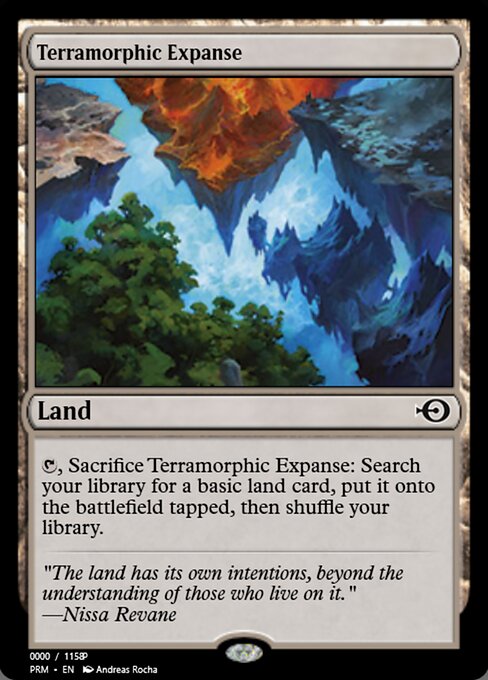 Terramorphic Expanse
Land
, Sacrifice Terramorphic Expanse: Search
your library for a basic land card, put it onto
the battlefield tapped, then shuffle your
library.
"The land has its own intentions, beyond the
understanding of those who live on it."
—Nissa Revane
0000 / 1158P
PRM • EN Andreas Rocha